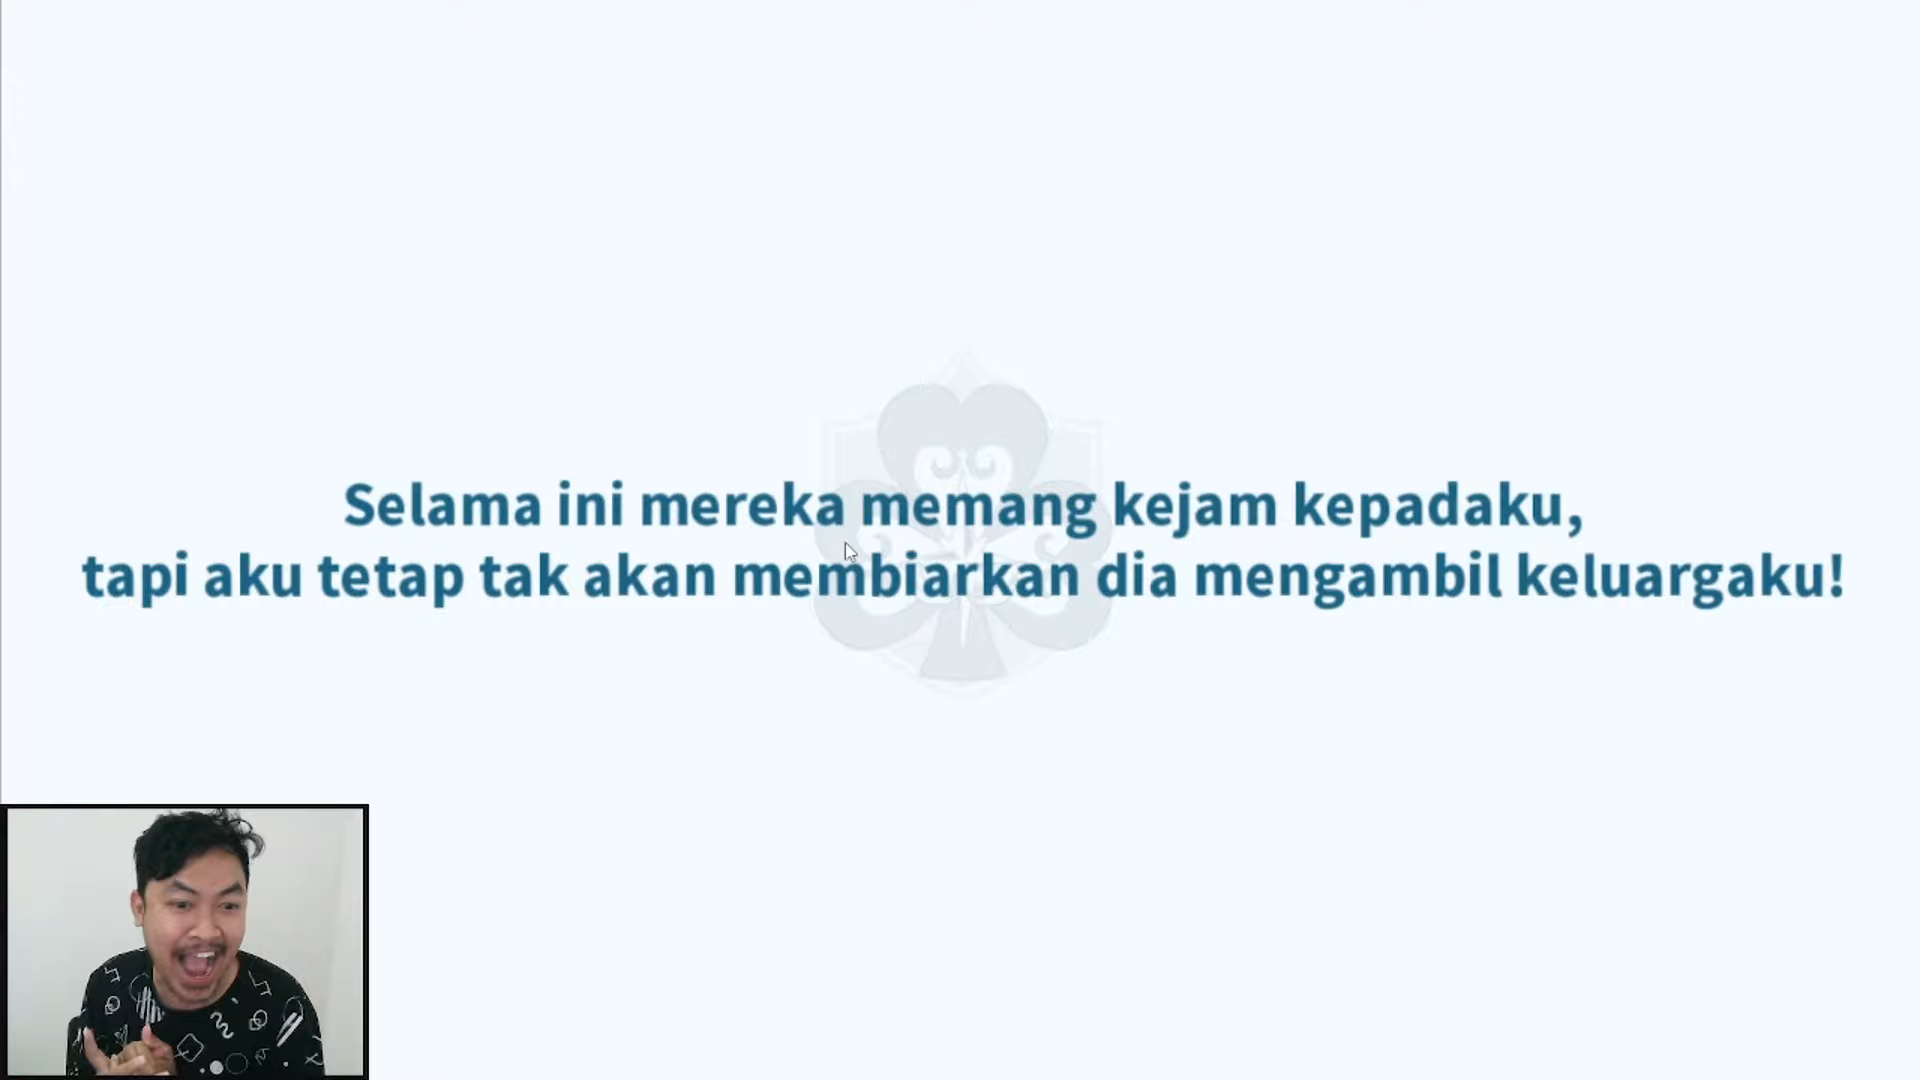 Selama ini mereka memang kejam kepadaku,
tapi aku tetap tak akan membiarkan dia mengambil keluargaku!